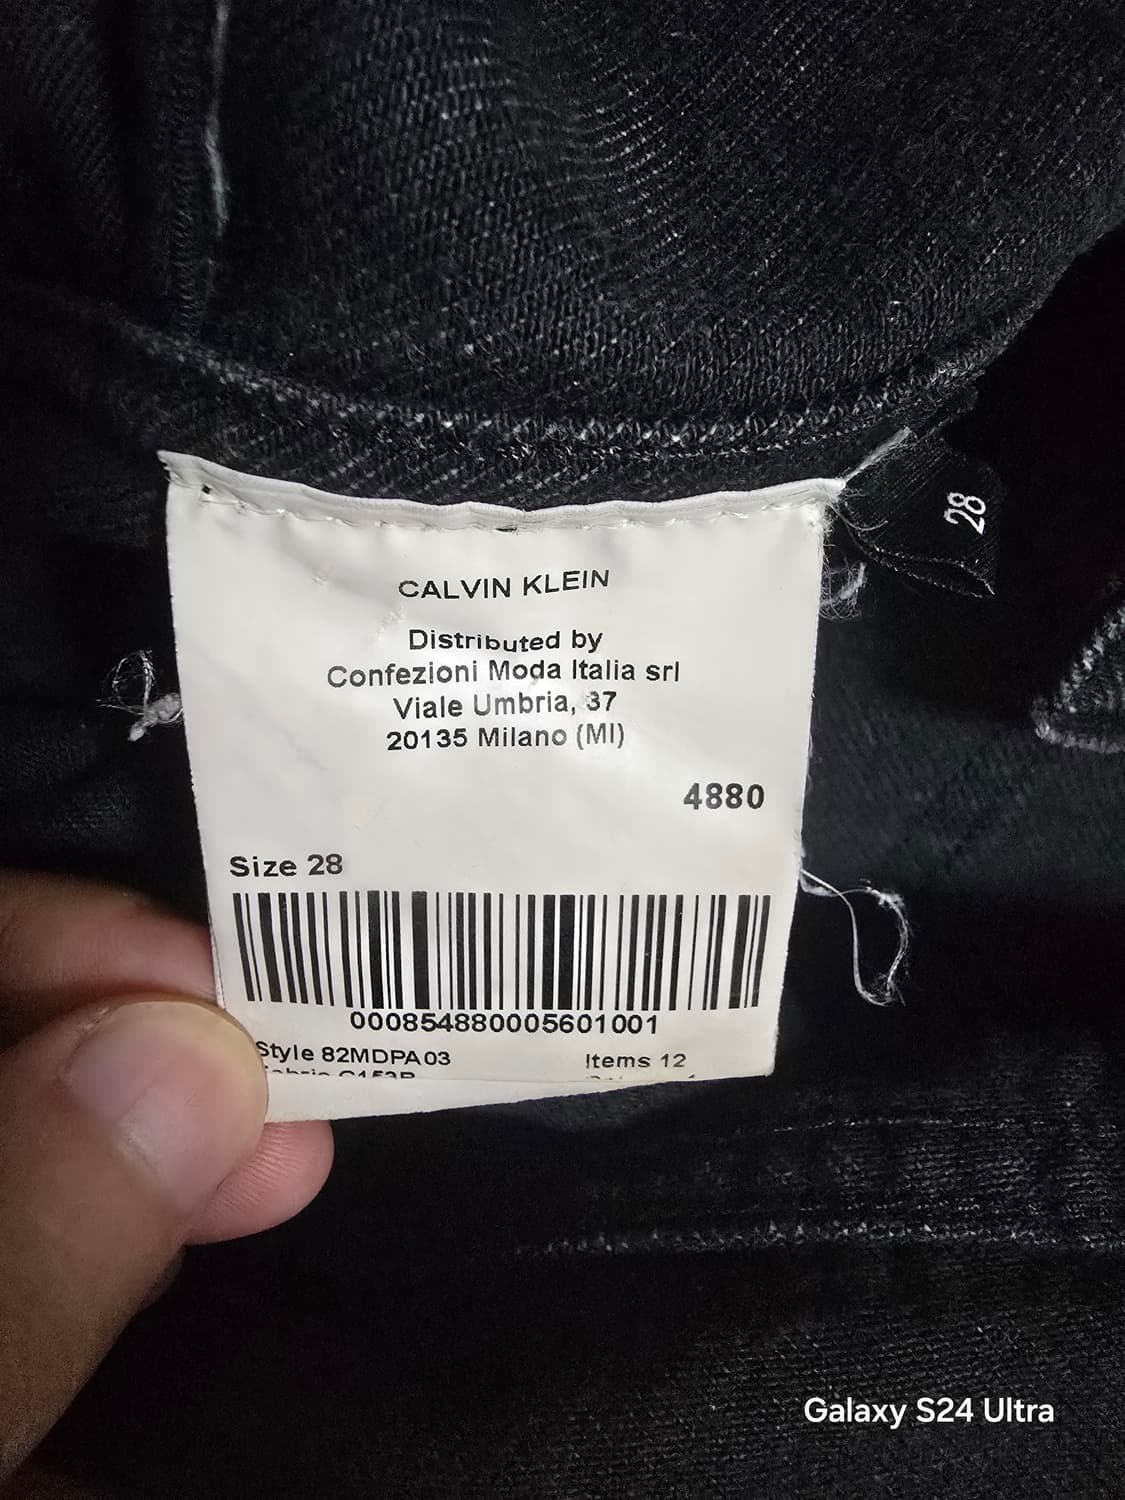 28
CALVIN KLEIN
Distributed by
Confezioni Moda Italia srl
Viale Umbria, 37
20135 Milano (MI)
4880
Size 28
000854880005601001
Style 82MDPA03
Items 12
Galaxy S24 Ultra